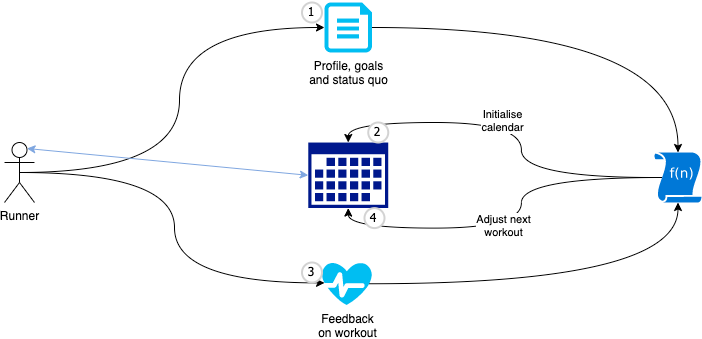 1
Profile, goals
and status quo
Initialise
calendar
2
f(n)
Runner
4
Adjust next
workout
3
Feedback
on workout